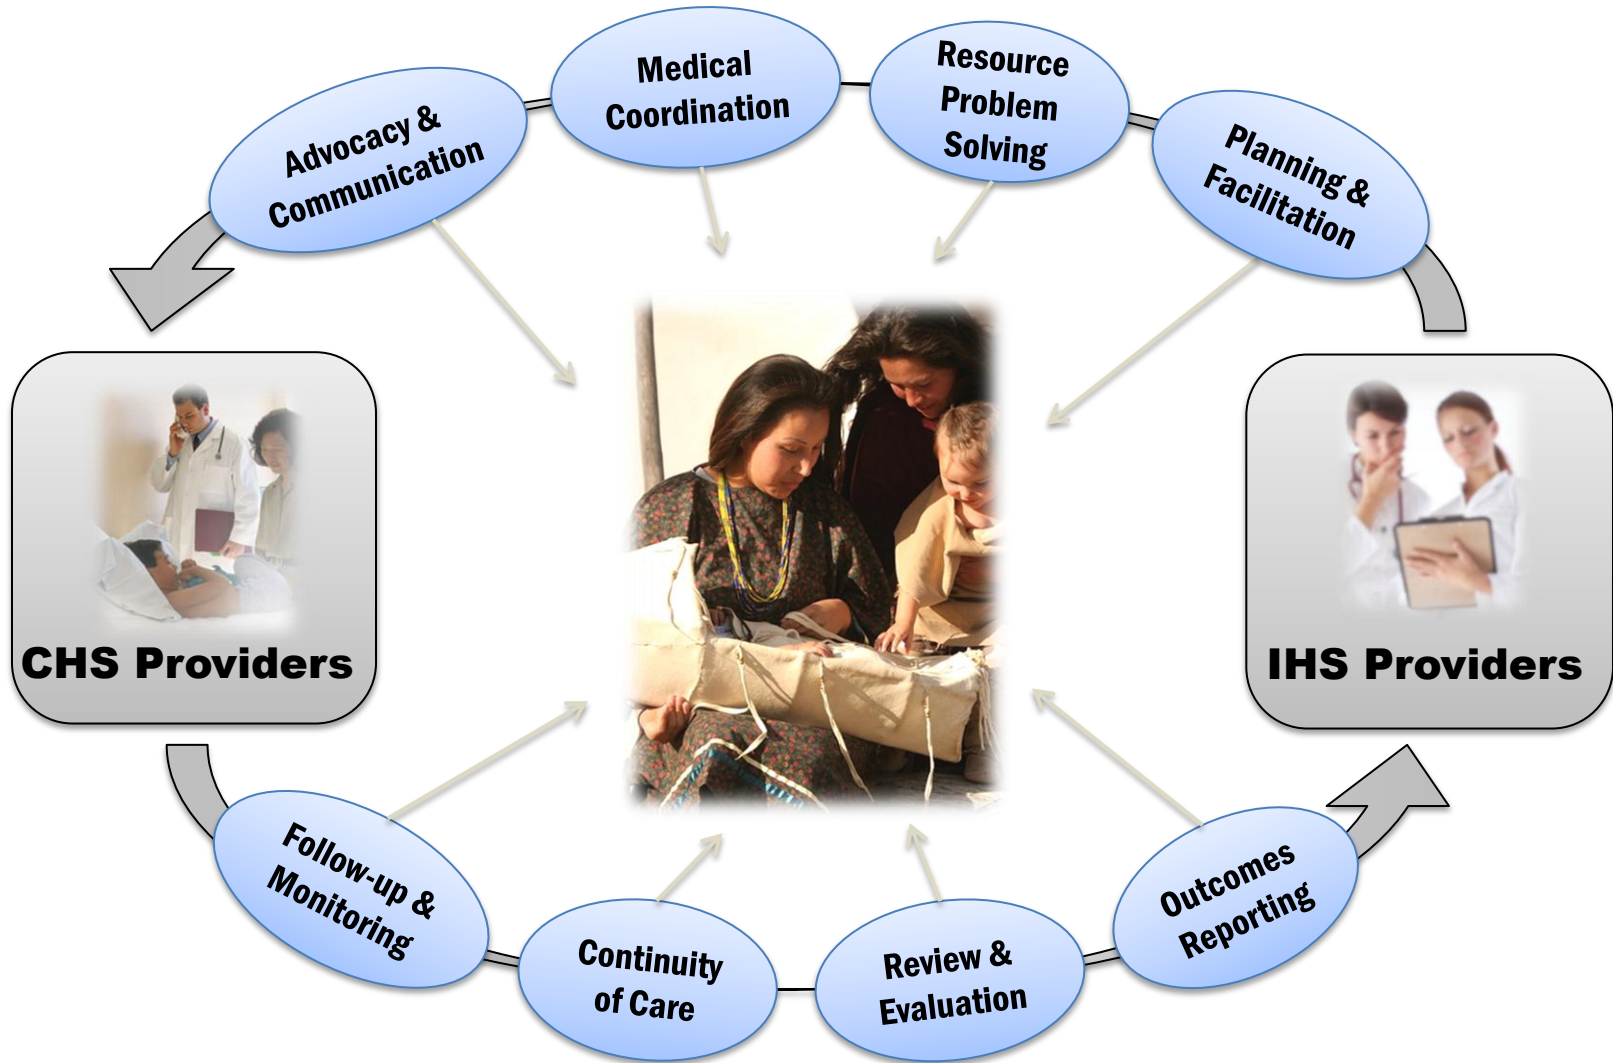 Medical
Coordination
Resource
Problem
Solving
Advocacy &
Communication
Planning &
Facilitation
CHS Providers
IHS Providers
Follow-up &
Monitoring
Continuity
of Care
Review &
Evaluation
Outcomes
Reporting